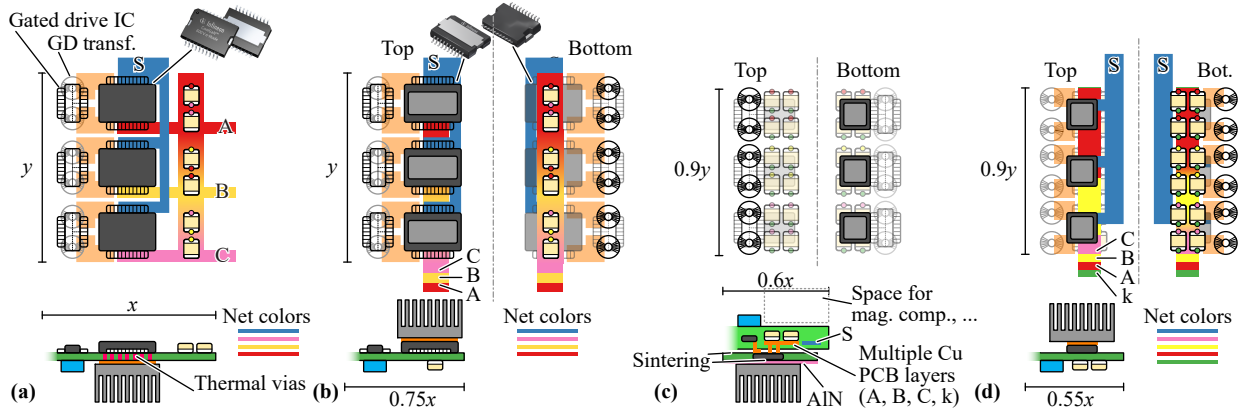 Gated drive IC
GD transf.
S
y
A
B
C
x
Net colors
Thermal vias
(a)
Top
S
Bottom
y
C
B
A
Net colors
0.75x
(b)
Top
Bottom
0.9y
0.6x
Space for
mag. comp., ...
S
Sintering
Multiple Cu
PCB layers
(A, B, C, k)
AlN
(c)
Top
S
S
Bot.
0.9y
C
B
A
k
Net colors
0.55x
(d)